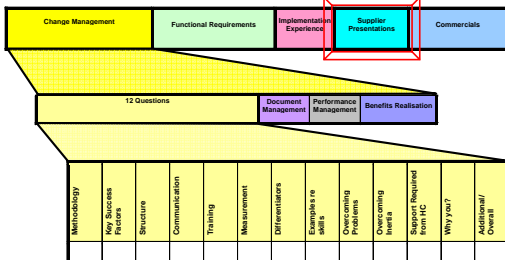 Change Management
Functional Requirements
Implementation
Experience
Supplier
Presentations
Commercials
12 Questions
Document
Management
Performance
Management
Benefits Realisation
Methodology
Key Success
Factors
Structure
Communication
Training
Measurement
Differentiators
Examples re
skills
Overcoming
Problems
Overcoming
Inertia
Support Required
from HC
Why you?
Additional/
Overall